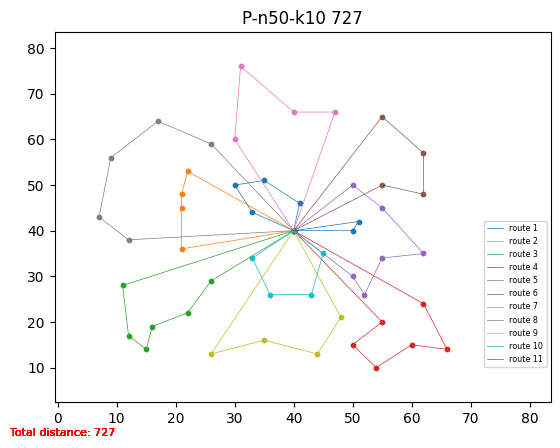 P-n50-k10 727
80
70
60
50
40
30
20
10
0 10 20 30 40 50 60 70 80
route 1
route 2
route 3
route 4
route 5
route 6
route 7
route 8
route 9
route 10
route 11
Total distance: 727